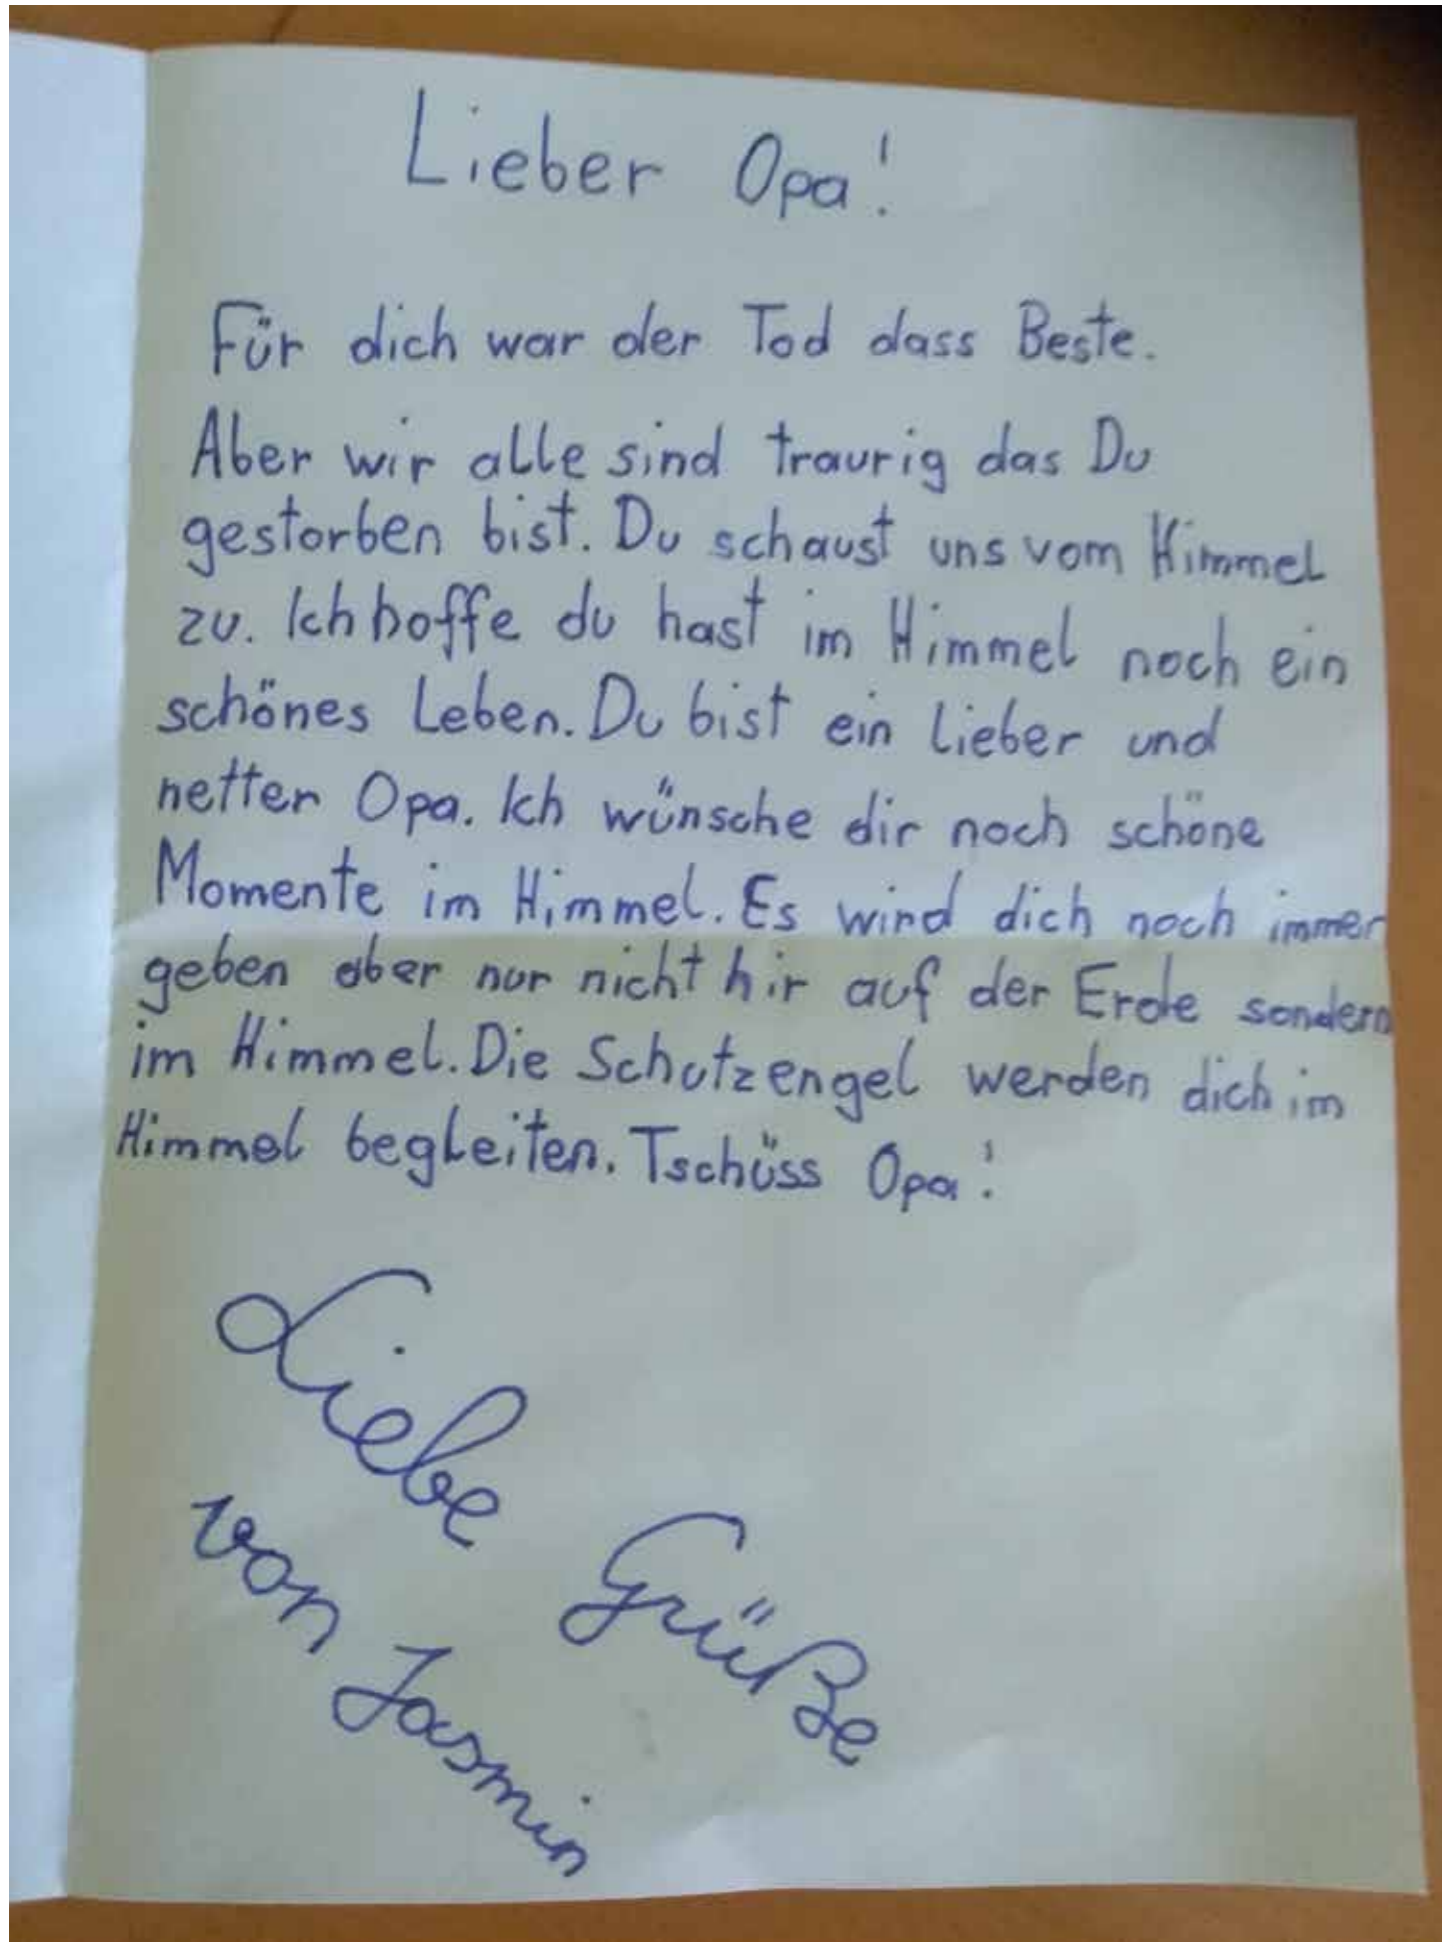 Lieber Opa!
Für dich war der Tod dass Beste.
Aber wir alle sind traurig das Du
gestorben bist. Du schaust uns vom Himmel
zu. Ich hoffe du hast im Himmel noch ein
schönes Leben. Du bist ein lieber und
netter Opa. Ich wünsche dir noch schöne
Momente im Himmel. Es wird dich noch immer
geben aber nur nicht hir auf der Erde sondern
im Himmel. Die Schutzengel werden dich im
Himmel begleiten. Tschüss Opa!
Liebe Grüße
von Jasmin